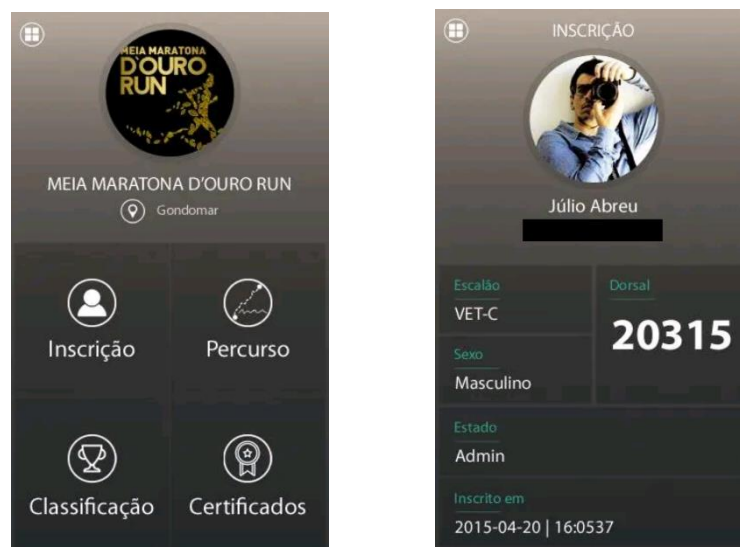 MEIA MARATONA
D'OURO
RUN
MEIA MARATONA D'OURO RUN
Gondomar
Inscrição
Percurso
Classificação
Certificados
INSCRIÇÃO
Júlio Abreu
Escalão
VET-C
Dorsal
20315
Sexo
Masculino
Estado
Admin
Inscrito em
2015-04-20 | 16:0537